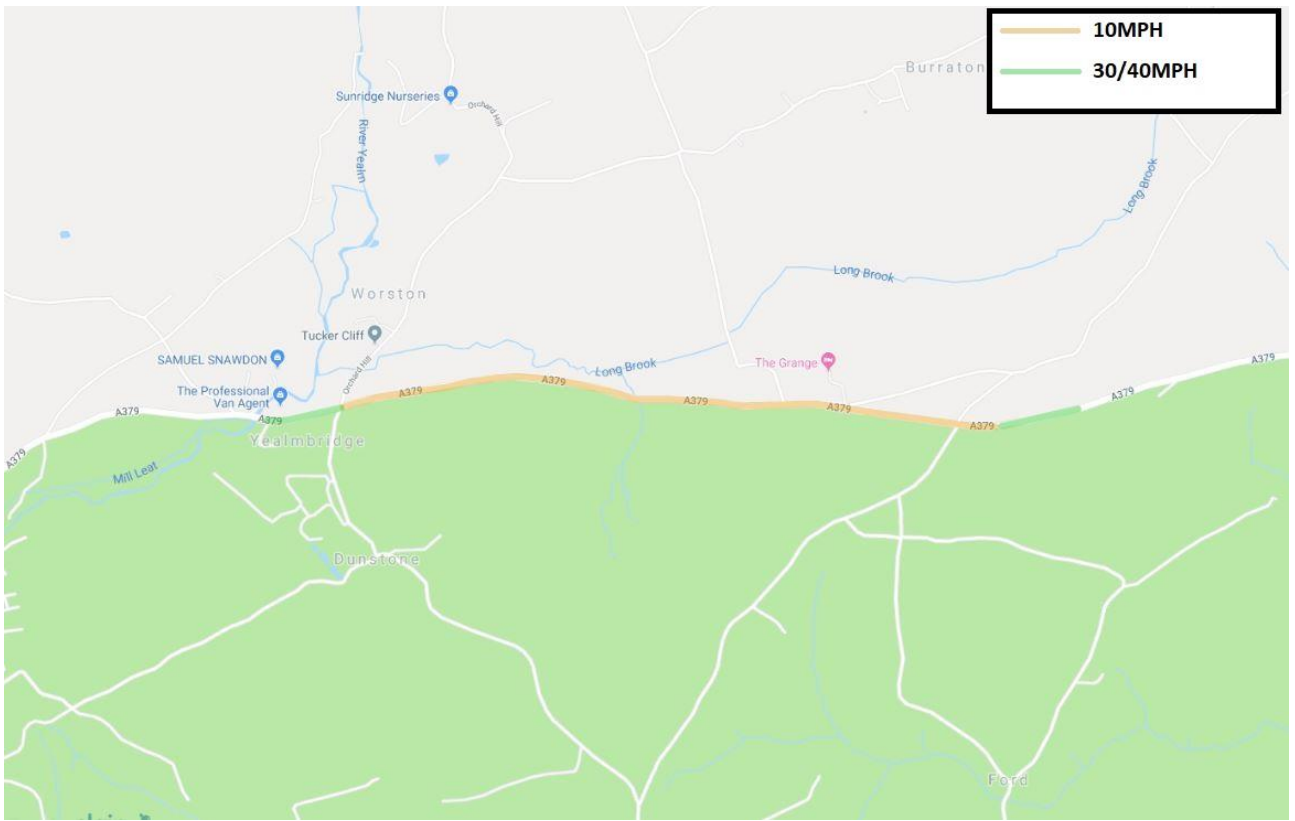 10MPH
30/40MPH
Burraton
Sunridge Nurseries
Orchard Hill
River Yealm
Long Brook
Long Brook
Worston
Tucker Cliff
SAMUEL SNAWDON
The Grange
Long Brook
Orchard Hill
The Professional
Van Agent
A379
A379
A379
A379
A379
A379
A379
A379
A379
A379
Yealmbridge
Mill Leat
Dunstone
Ford